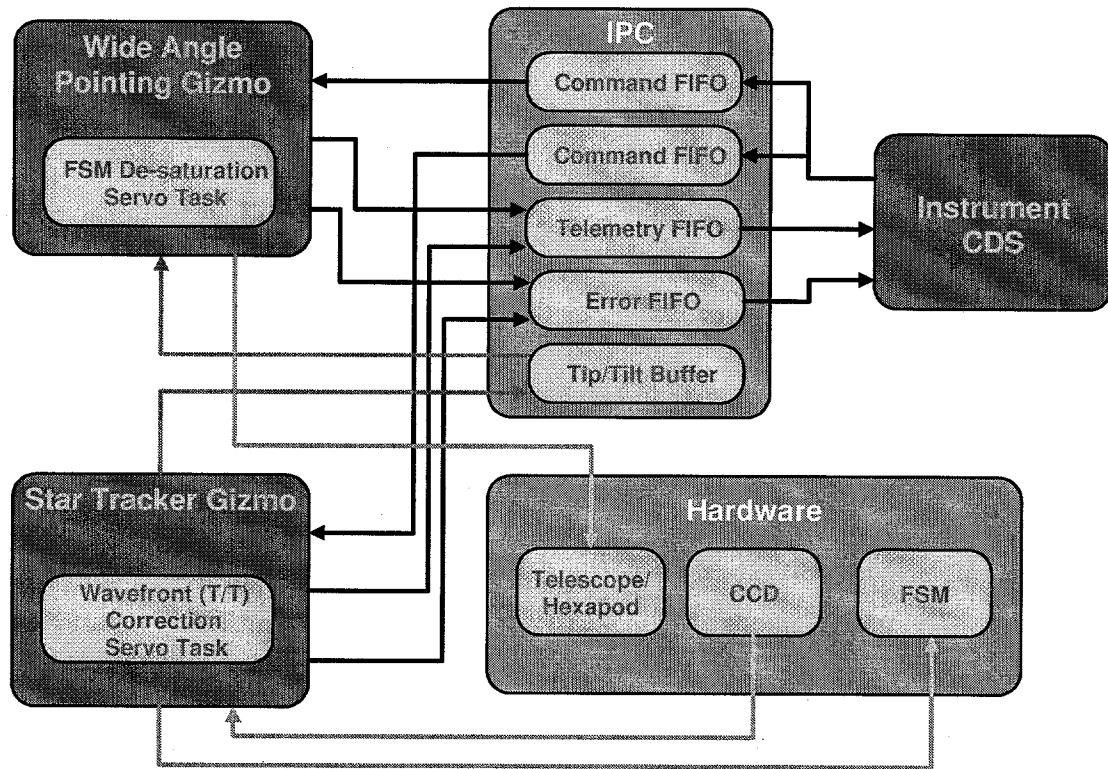 Wide Angle
Pointing Gizmo
FSM De-saturation
Servo Task
IPC
Command FIFO
Command FIFO
Telemetry FIFO
Error FIFO
Tip/Tilt Buffer
Instrument
CDS
Star Tracker Gizmo
Wavefront (T/T)
Correction
Servo Task
Hardware
Telescope/
Hexapod
CCD
FSM